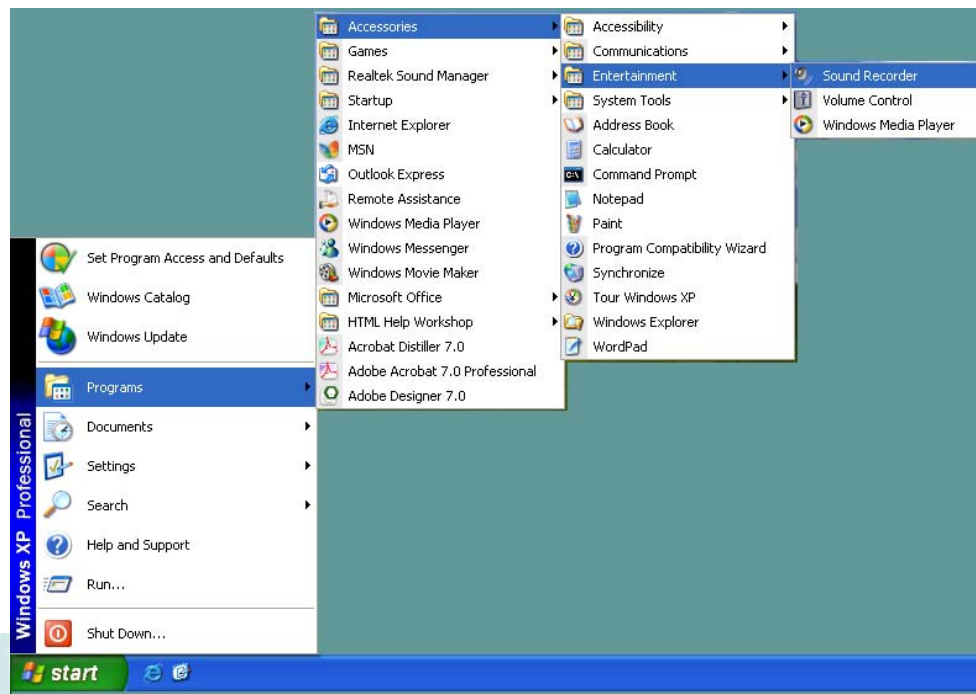 Accessories
Games
Realtek Sound Manager
Startup
Internet Explorer
MSN
Outlook Express
Remote Assistance
Windows Media Player
Windows Messenger
Windows Movie Maker
Microsoft Office
HTML Help Workshop
Acrobat Distiller 7.0
Adobe Acrobat 7.0 Professional
Adobe Designer 7.0
Accessibility
Communications
Entertainment
System Tools
Address Book
Calculator
Command Prompt
Notepad
Paint
Program Compatibility Wizard
Synchronize
Tour Windows XP
Windows Explorer
WordPad
Sound Recorder
Volume Control
Windows Media Player
Set Program Access and Defaults
Windows Catalog
Windows Update
Programs
Documents
Settings
Search
Help and Support
Run...
Shut Down...
Windows XP Professional
start